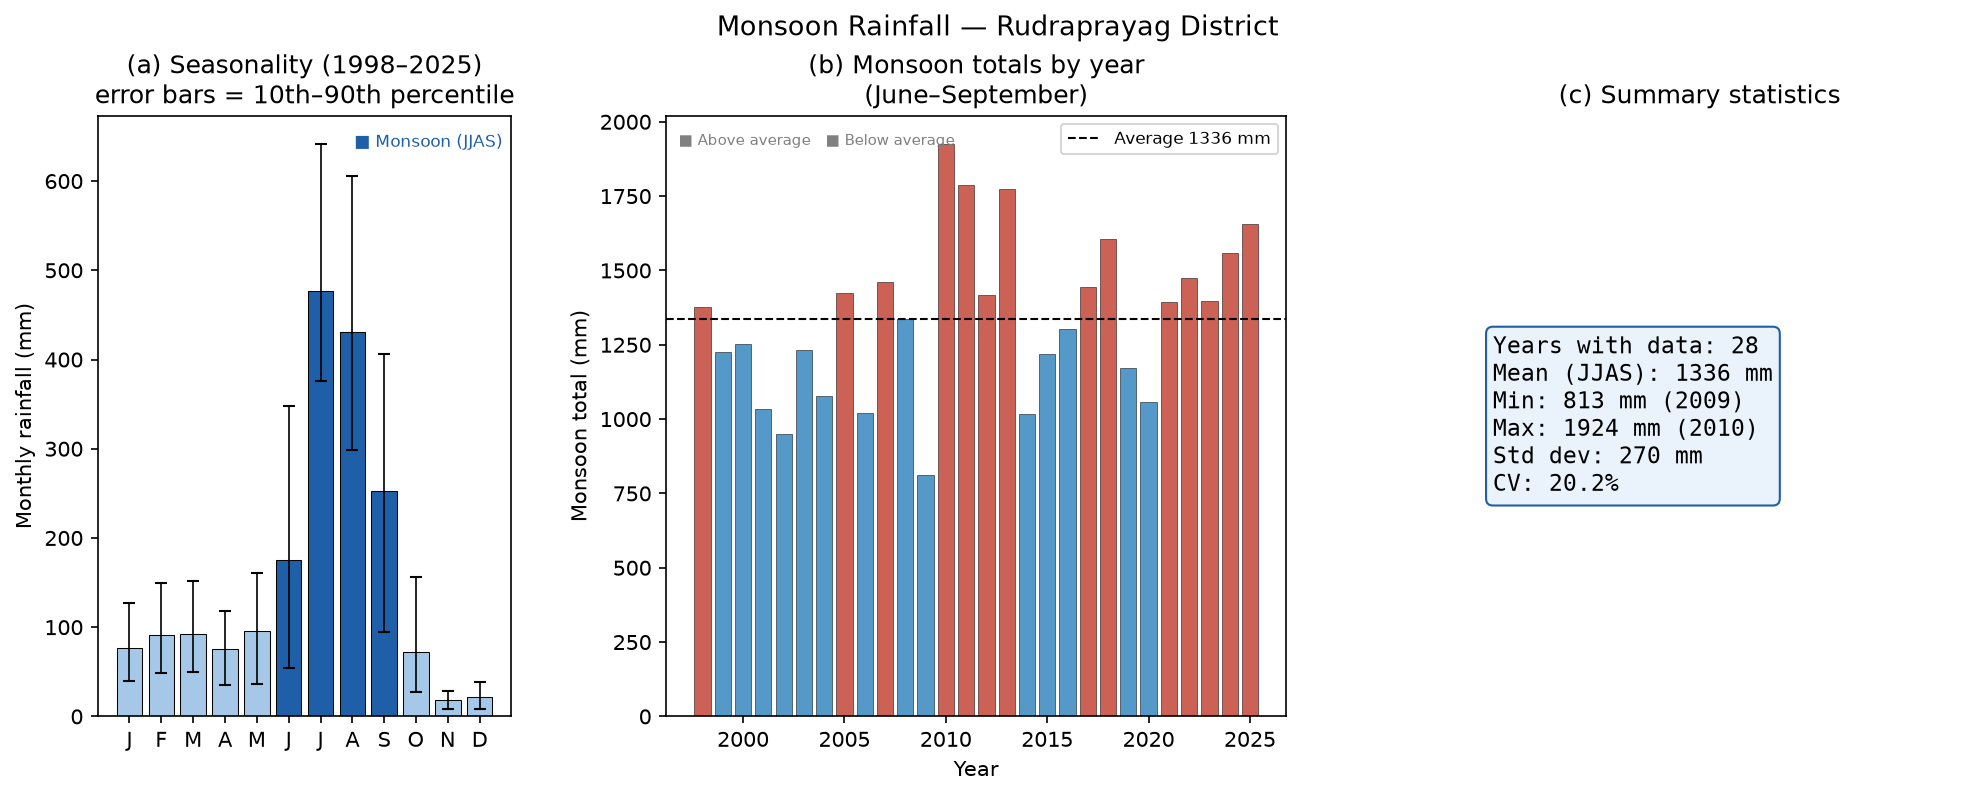 Monsoon Rainfall — Rudraprayag District
(a) Seasonality (1998–2025)
error bars = 10th–90th percentile
■ Monsoon (JJAS)
Monthly rainfall (mm)
600
500
400
300
200
100
0
J F M A M J J A S O N D
(b) Monsoon totals by year
(June–September)
■ Above average ■ Below average
Average 1336 mm
Monsoon total (mm)
2000
1750
1500
1250
1000
750
500
250
0
2000 2005 2010 2015 2020 2025
Year
(c) Summary statistics
Years with data: 28
Mean (JJAS): 1336 mm
Min: 813 mm (2009)
Max: 1924 mm (2010)
Std dev: 270 mm
CV: 20.2%